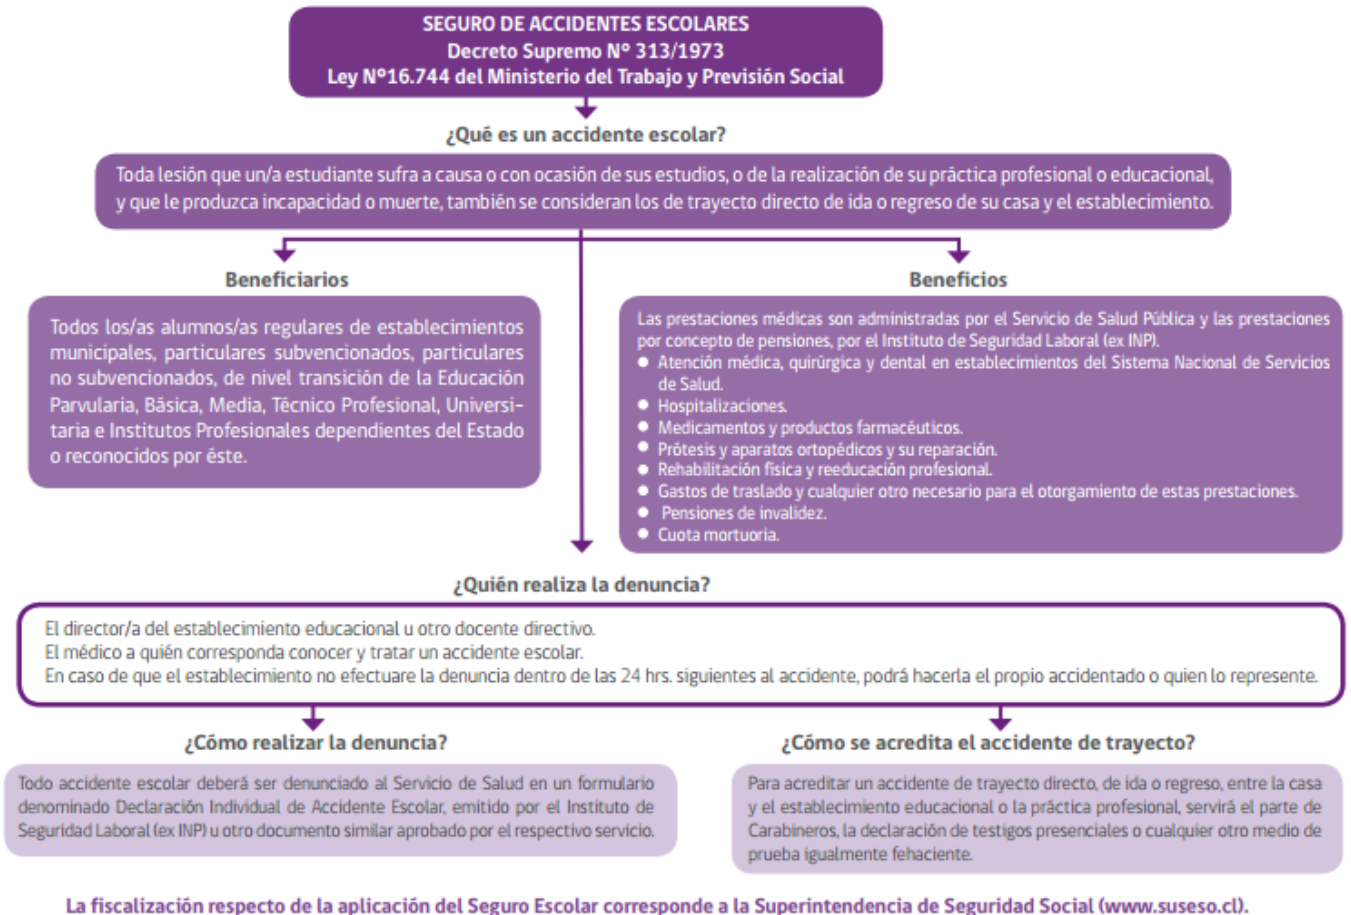 SEGURO DE ACCIDENTES ESCOLARES
Decreto Supremo Nº 313/1973
Ley Nº16.744 del Ministerio del Trabajo y Previsión Social
¿Qué es un accidente escolar?
Toda lesión que un/a estudiante sufra a causa o con ocasión de sus estudios, o de la realización de su práctica profesional o educacional,
y que le produzca incapacidad o muerte, también se consideran los de trayecto directo de ida o regreso de su casa y el establecimiento.
Beneficiarios
Todos los/as alumnos/as regulares de establecimientos
municipales, particulares subvencionados, particulares
no subvencionados, de nivel transición de la Educación
Parvularia, Básica, Media, Técnico Profesional, Universi-
taria e Institutos Profesionales dependientes del Estado
o reconocidos por éste.
Beneficios
Las prestaciones médicas son administradas por el Servicio de Salud Pública y las prestaciones
por concepto de pensiones, por el Instituto de Seguridad Laboral (ex INP).
● Atención médica, quirúrgica y dental en establecimientos del Sistema Nacional de Servicios
de Salud.
● Hospitalizaciones.
● Medicamentos y productos farmacéuticos.
● Prótesis y aparatos ortopédicos y su reparación.
● Rehabilitación física y reeducación profesional.
● Gastos de traslado y cualquier otro necesario para el otorgamiento de estas prestaciones.
● Pensiones de invalidez.
● Cuota mortuoria.
¿Quién realiza la denuncia?
El director/a del establecimiento educacional u otro docente directivo.
El médico a quién corresponda conocer y tratar un accidente escolar.
En caso de que el establecimiento no efectuare la denuncia dentro de las 24 hrs. siguientes al accidente, podrá hacerla el propio accidentado o quien lo represente.
¿Cómo realizar la denuncia?
Todo accidente escolar deberá ser denunciado al Servicio de Salud en un formulario
denominado Declaración Individual de Accidente Escolar, emitido por el Instituto de
Seguridad Laboral (ex INP) u otro documento similar aprobado por el respectivo servicio.
¿Cómo se acredita el accidente de trayecto?
Para acreditar un accidente de trayecto directo, de ida o regreso, entre la casa
y el establecimiento educacional o la práctica profesional, servirá el parte de
Carabineros, la declaración de testigos presenciales o cualquier otro medio de
prueba igualmente fehaciente.
La fiscalización respecto de la aplicación del Seguro Escolar corresponde a la Superintendencia de Seguridad Social (www.suseso.cl).